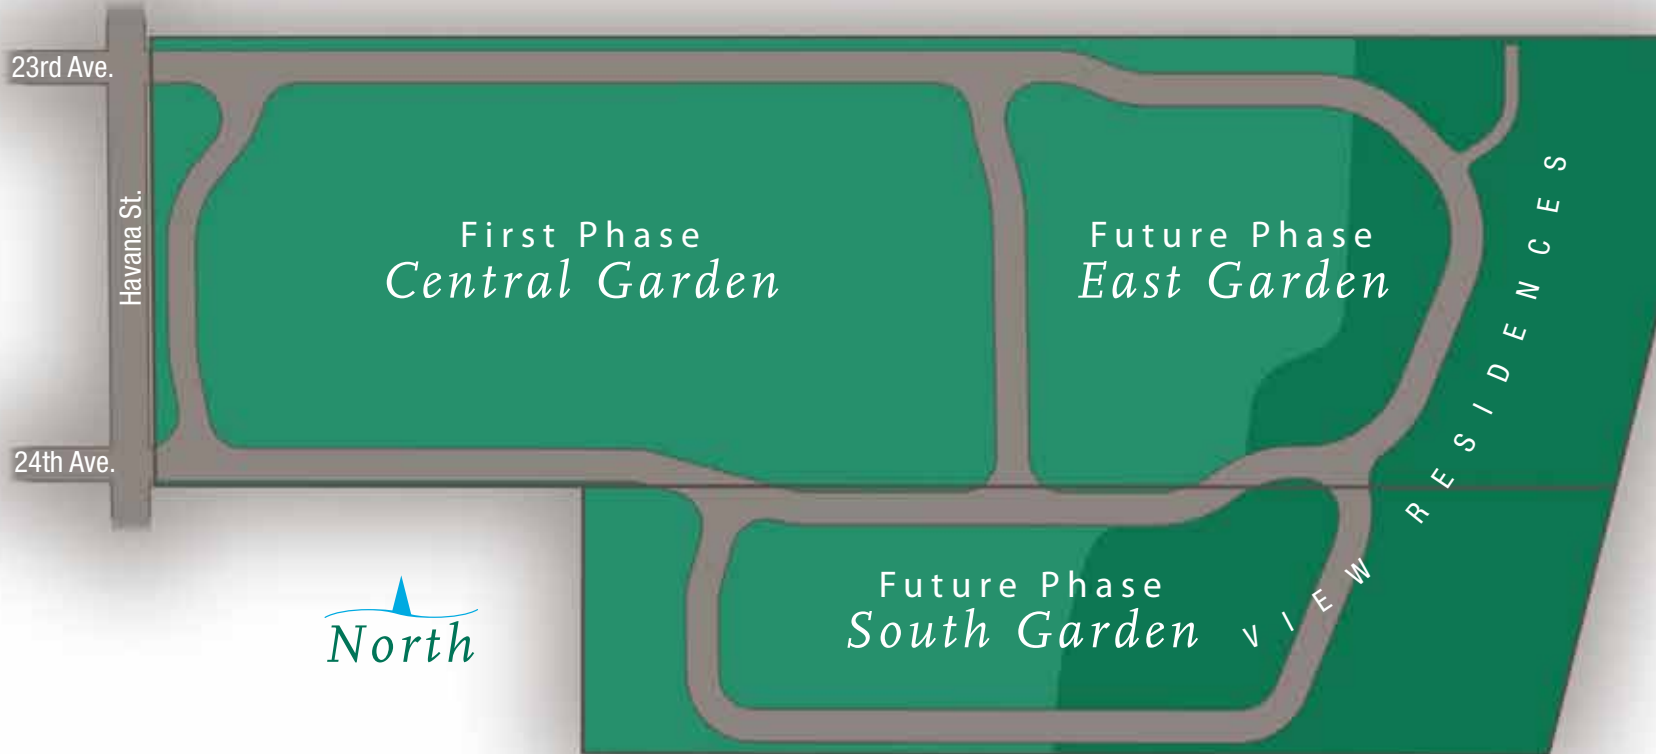 23rd Ave.
Havana St.
First Phase
Central Garden
Future Phase
East Garden
24th Ave.
Future Phase
South Garden
VIEW RESIDENCES
North